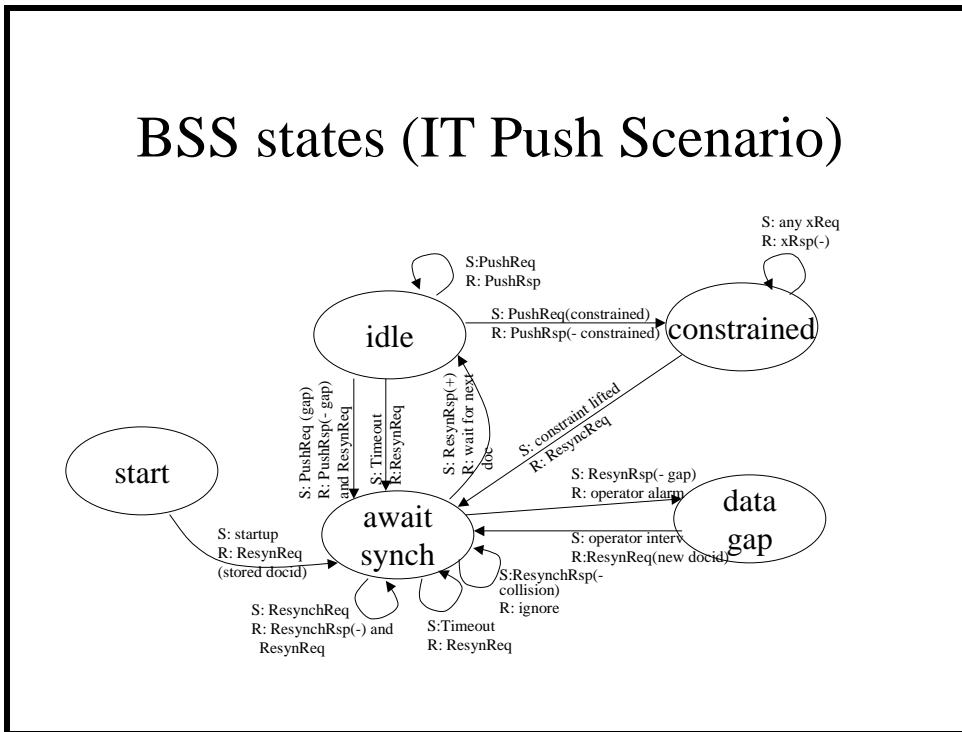 BSS states (IT Push Scenario)
S: any xReq
R: xRsp(-)
S:PushReq
R: PushRsp
S: PushReq(constrained)
R: PushRsp(- constrained)
idle
constrained
S: PushReq (gap)
R: PushRsp(- gap)
and ResynReq
S: Timeout
R:ResynReq
S: ResynRsp(+)
R: wait for next
doc
S: constraint lifted
R: ResyncReq
start
S: ResynRsp(- gap)
R: operator alarm
await
synch
data
gap
S: startup
R: ResynReq
(stored docid)
S: operator interv
R:ResynReq(new docid)
S:ResynchRsp(-
collision)
R: ignore
S: ResynchReq
R: ResynchRsp(-) and
ResynReq
S:Timeout
R: ResynReq